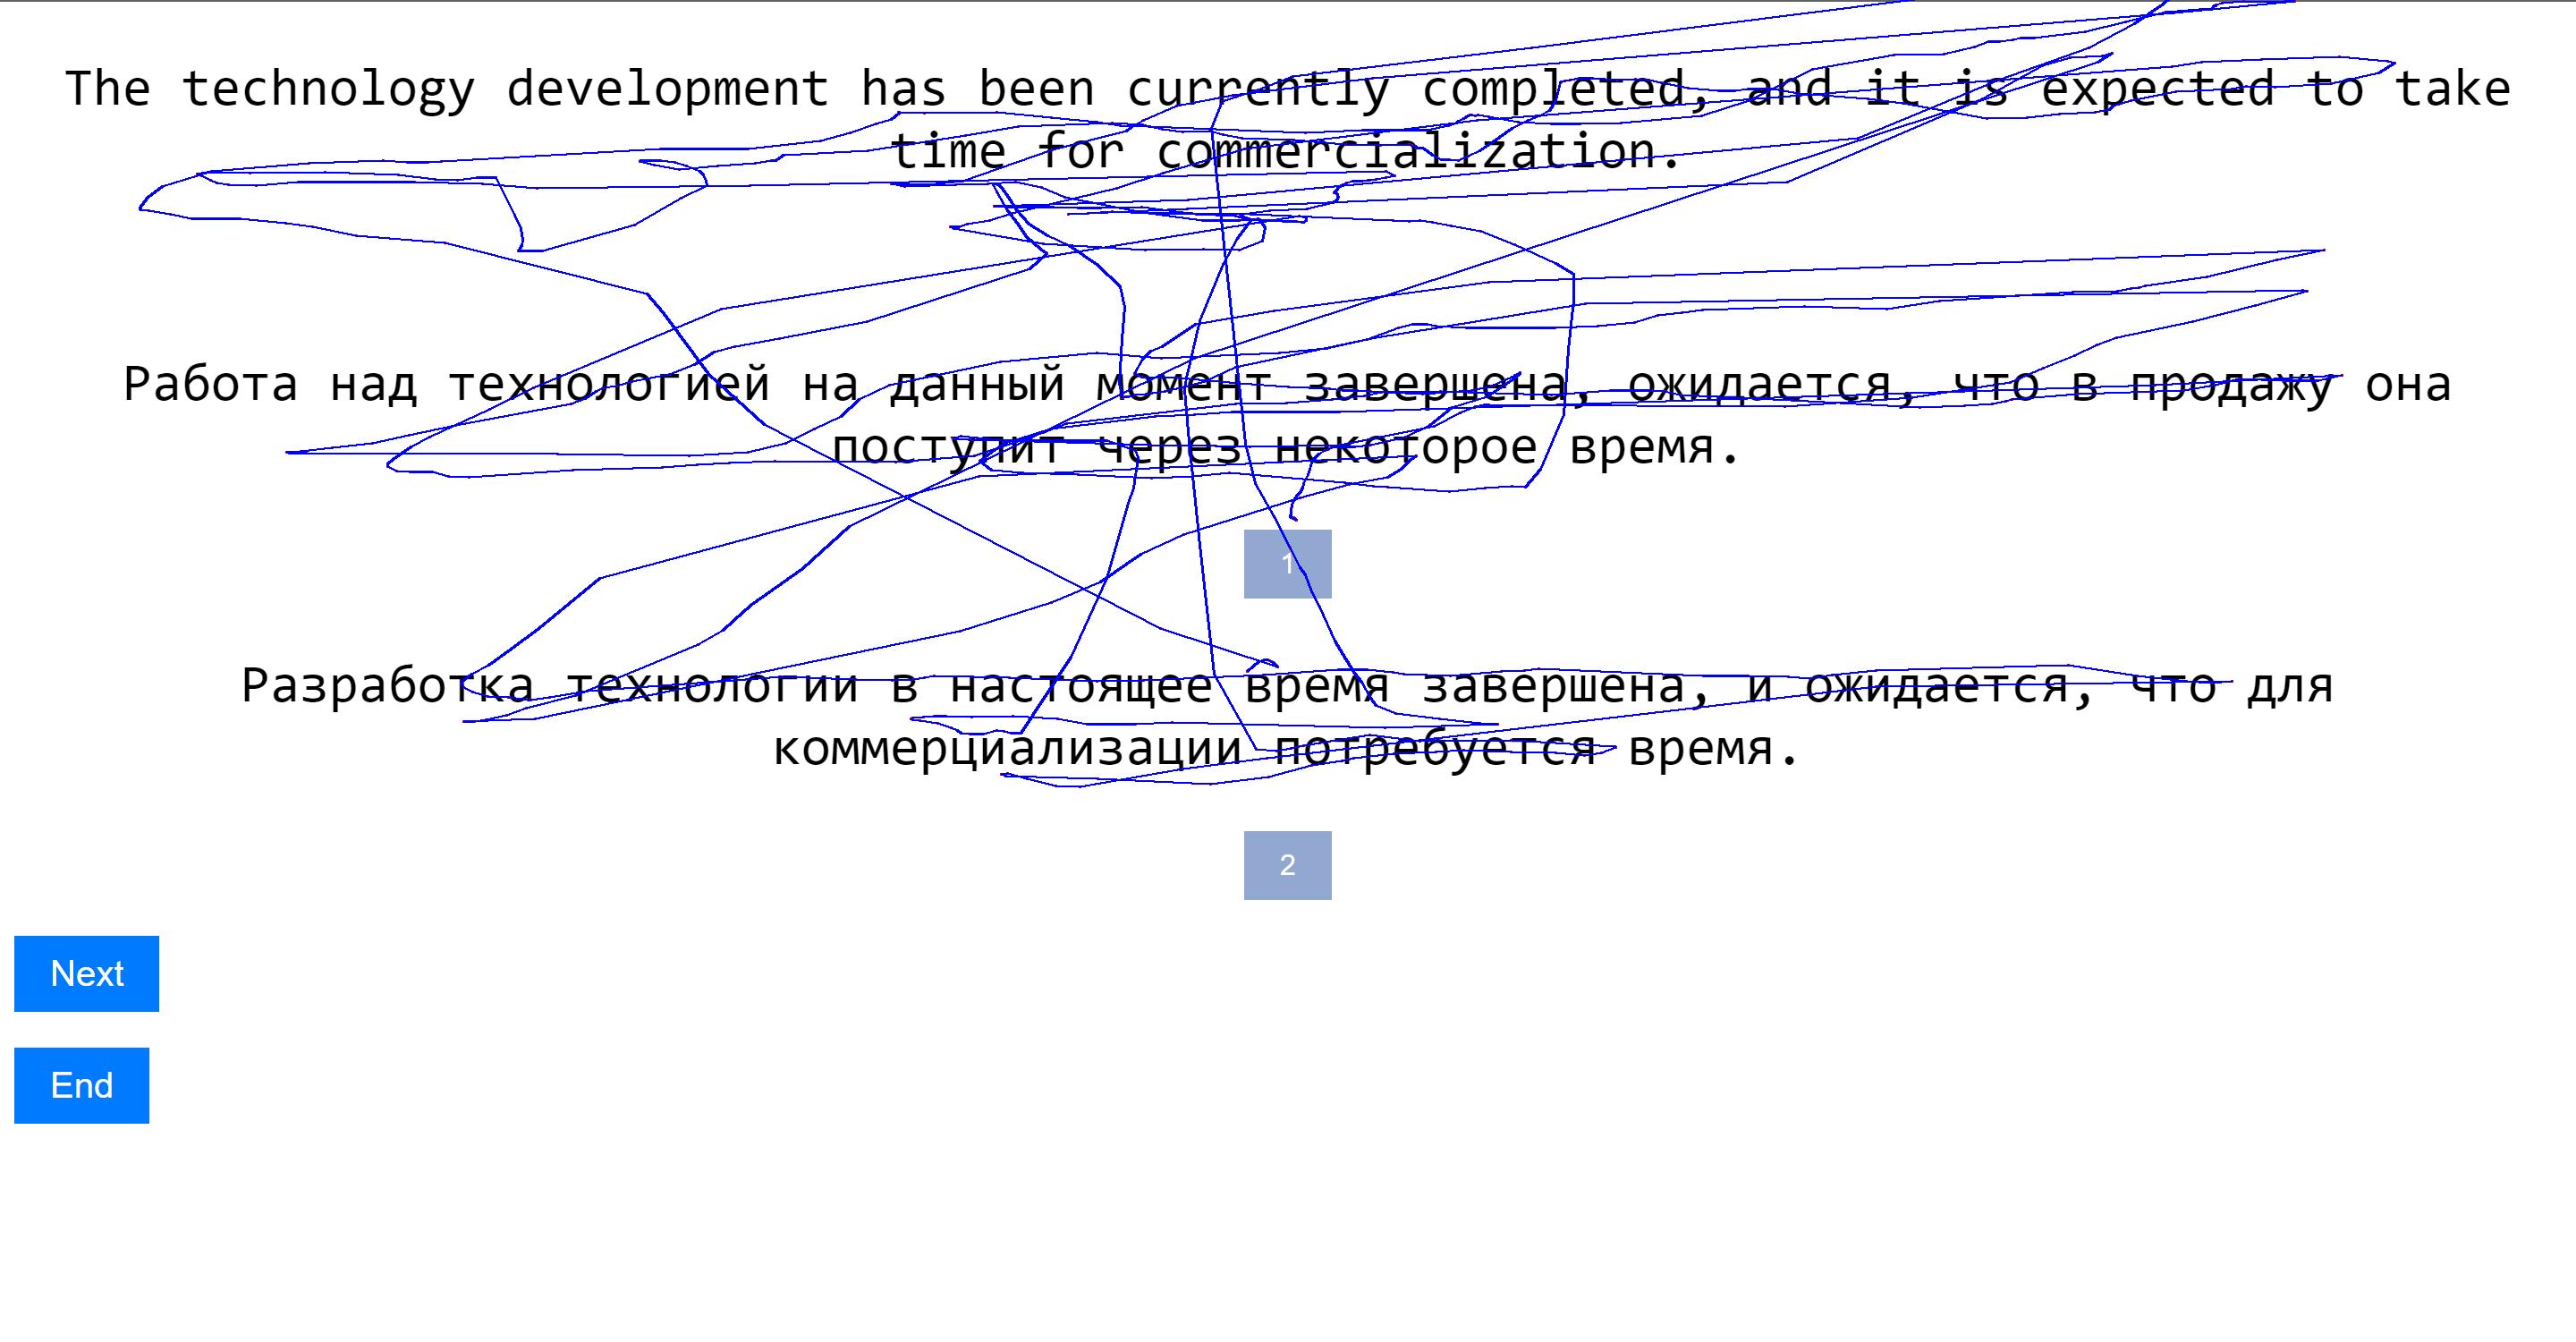 The technology development has been currently completed, and it is expected to take
time for commercialization.
Работа над технологией на данный момент завершена, ожидается, что в продажу она
поступит через некоторое время.
1
Разработка технологии в настоящее время завершена, и ожидается, что для
коммерциализации потребуется время.
2
Next
End